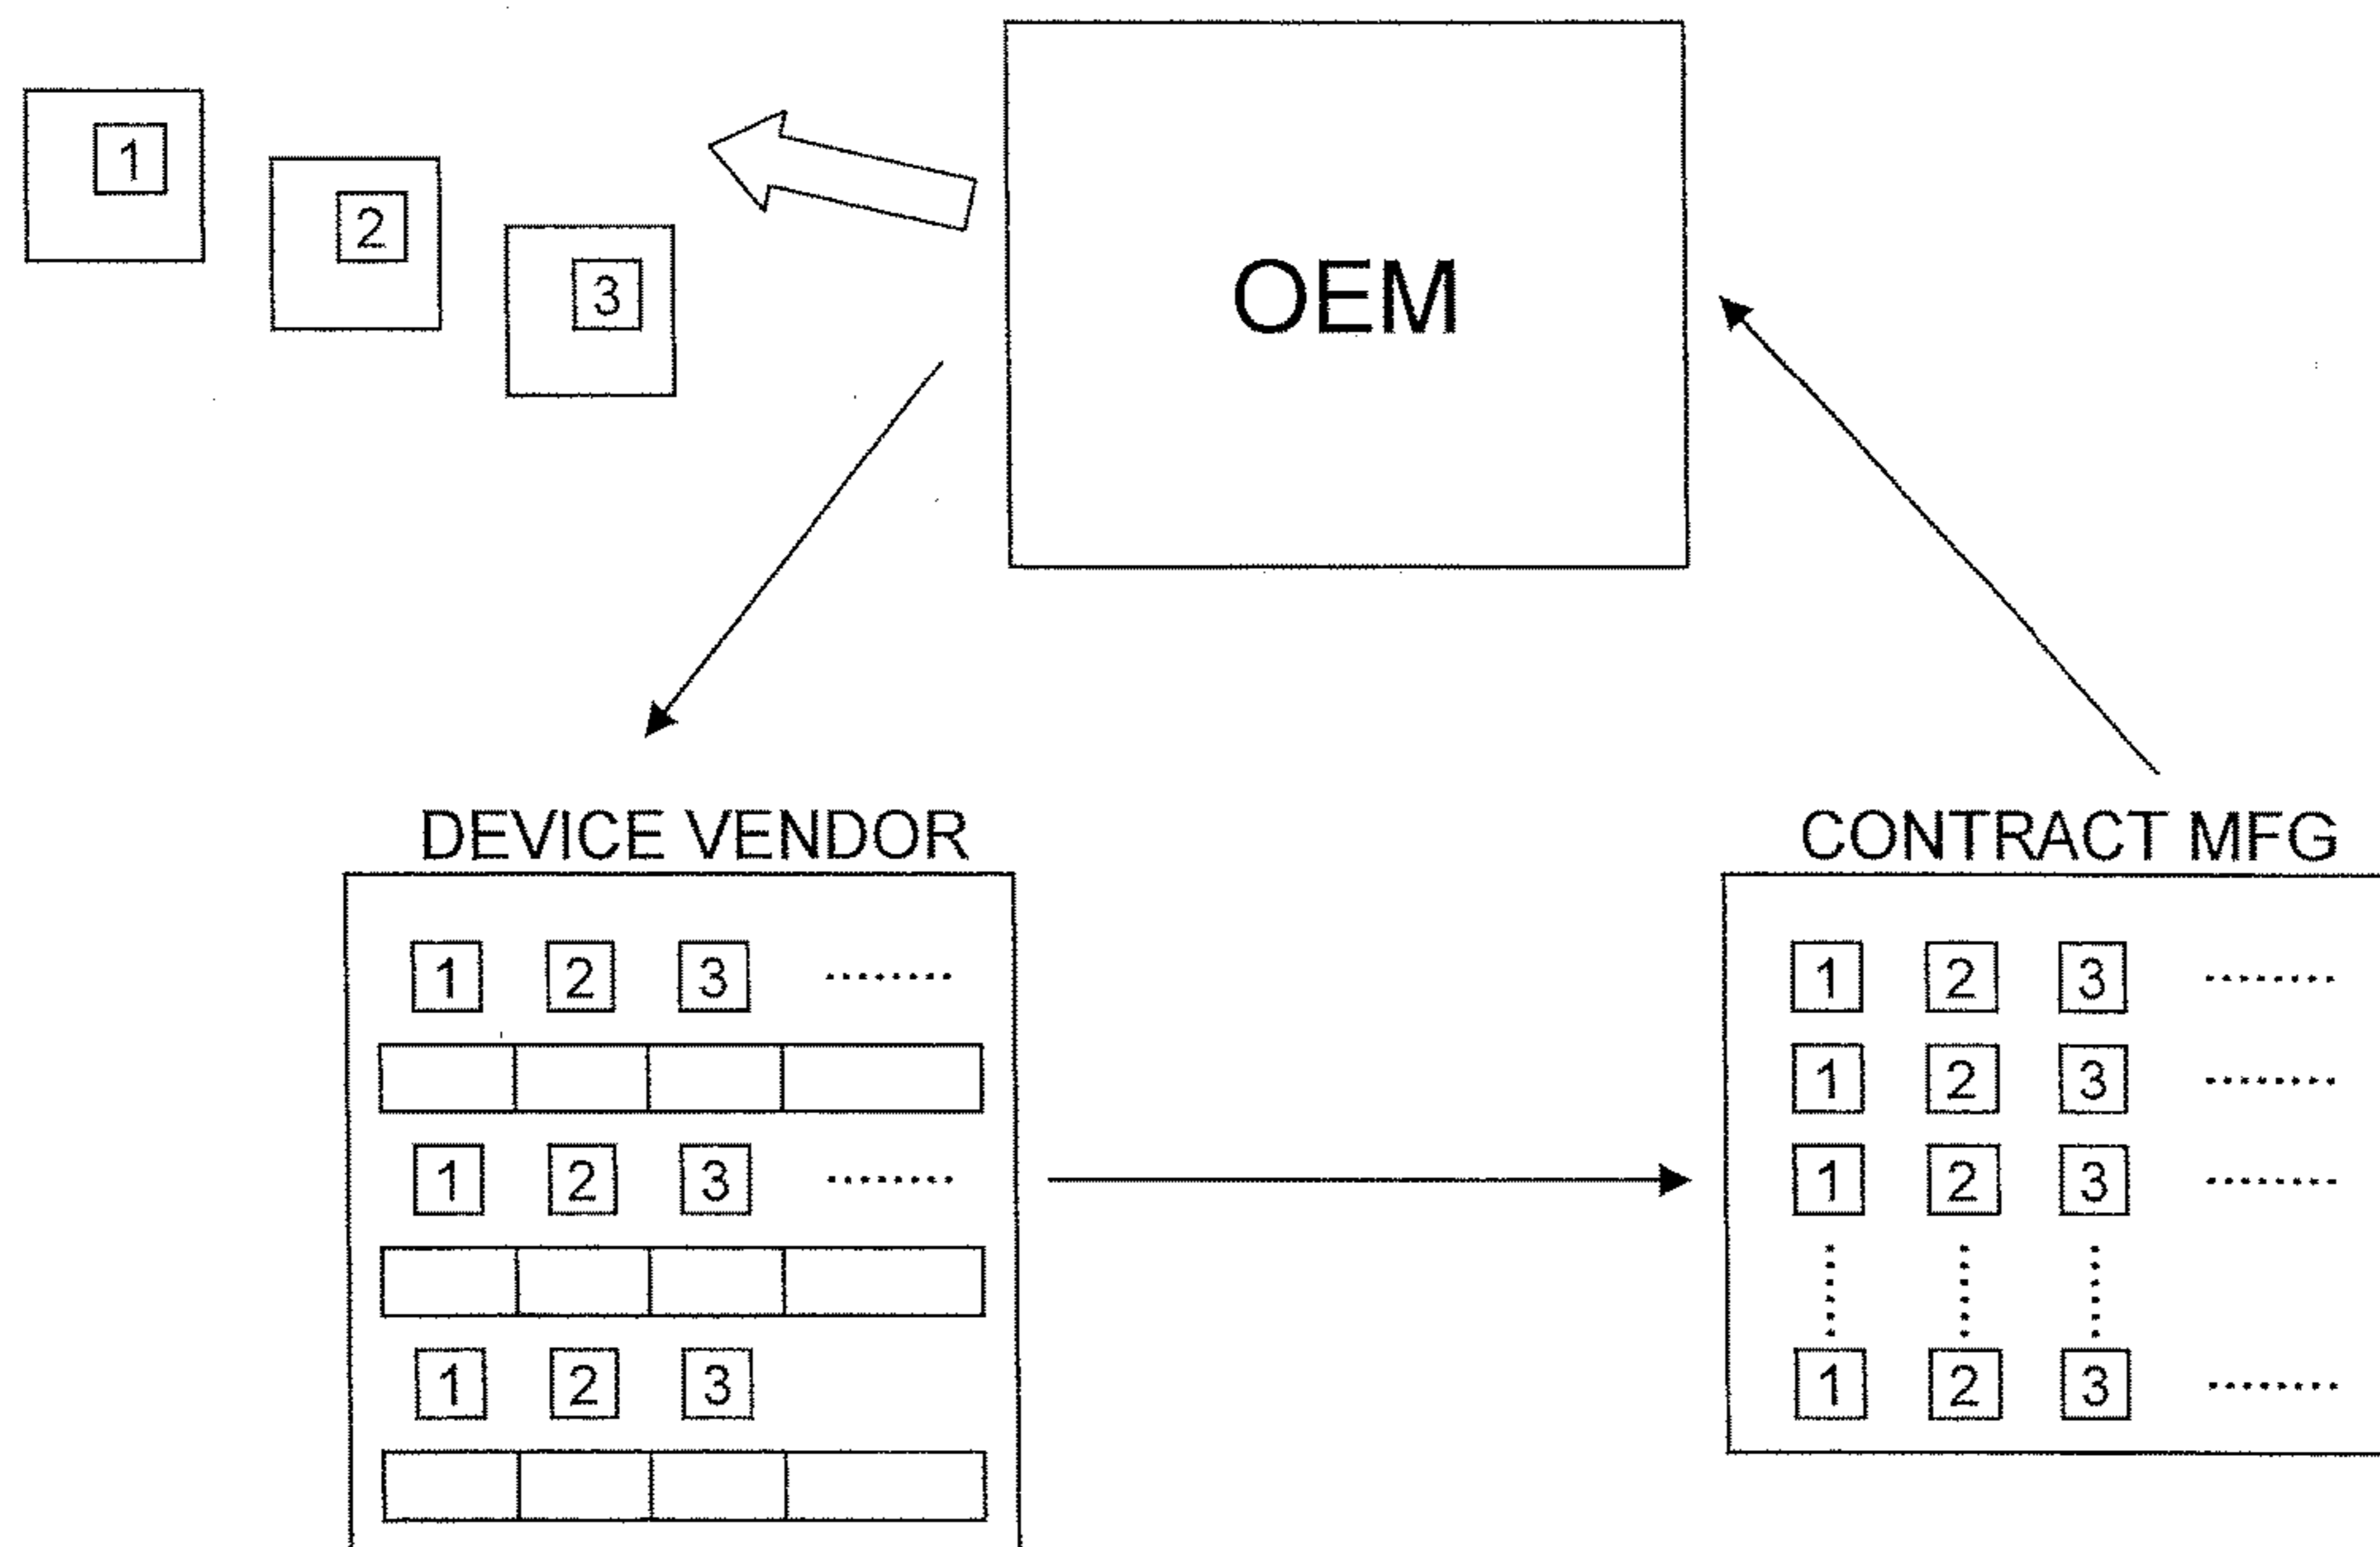 1
2
3
OEM
DEVICE VENDOR
1 2 3 ........
1 2 3 ........
1 2 3
CONTRACT MFG
1 2 3 ........
1 2 3 ........
1 2 3 ........
1 2 3 ........